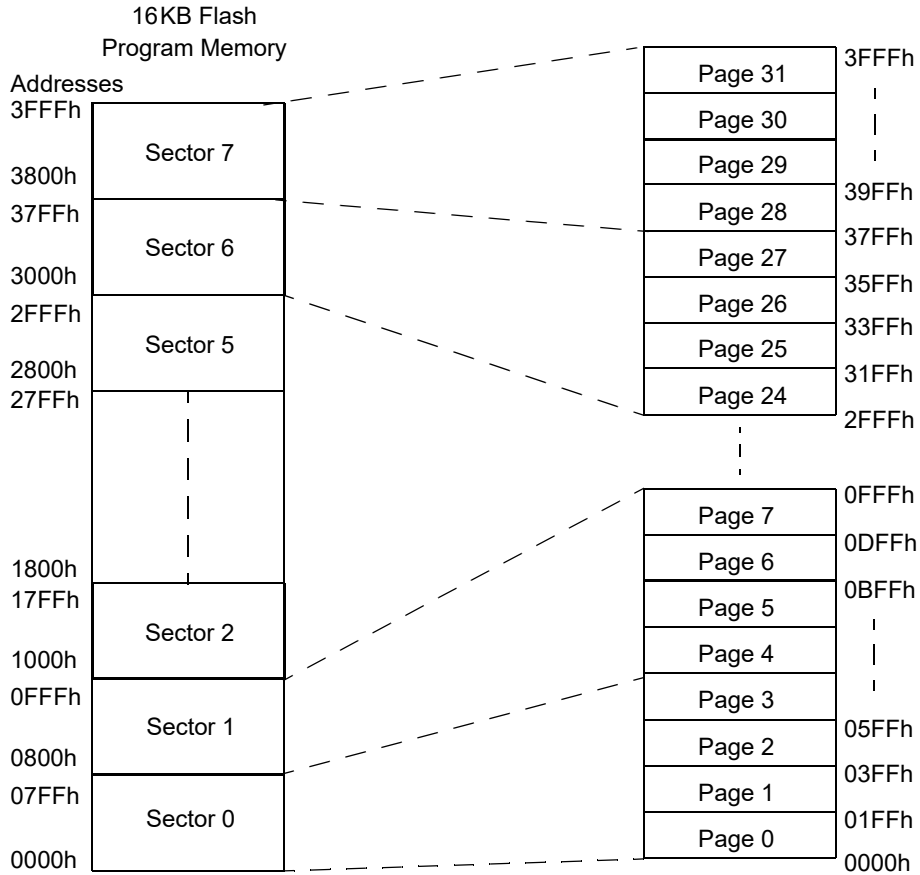 16KB Flash
Program Memory
Addresses
3FFFh
Sector 7
3800h
37FFh
Sector 6
3000h
2FFFh
Sector 5
2800h
27FFh
1800h
17FFh
Sector 2
1000h
0FFFh
Sector 1
0800h
07FFh
Sector 0
0000h
Page 31
3FFFh
Page 30
Page 29
39FFh
Page 28
37FFh
Page 27
35FFh
Page 26
33FFh
Page 25
31FFh
Page 24
2FFFh
0FFFh
Page 7
0DFFh
Page 6
0BFFh
Page 5
Page 4
Page 3
05FFh
Page 2
03FFh
Page 1
01FFh
Page 0
0000h